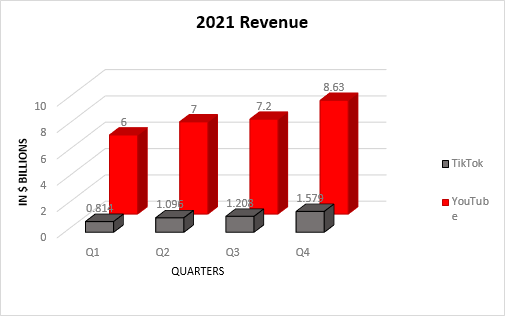 2021 Revenue
8.63
7
7.2
6
10
8
6
4
2
0
IN $ BILLIONS
0.814
1.095
1.208
1.579
Q1
Q2
Q3
Q4
QUARTERS
TikTok
YouTub
e